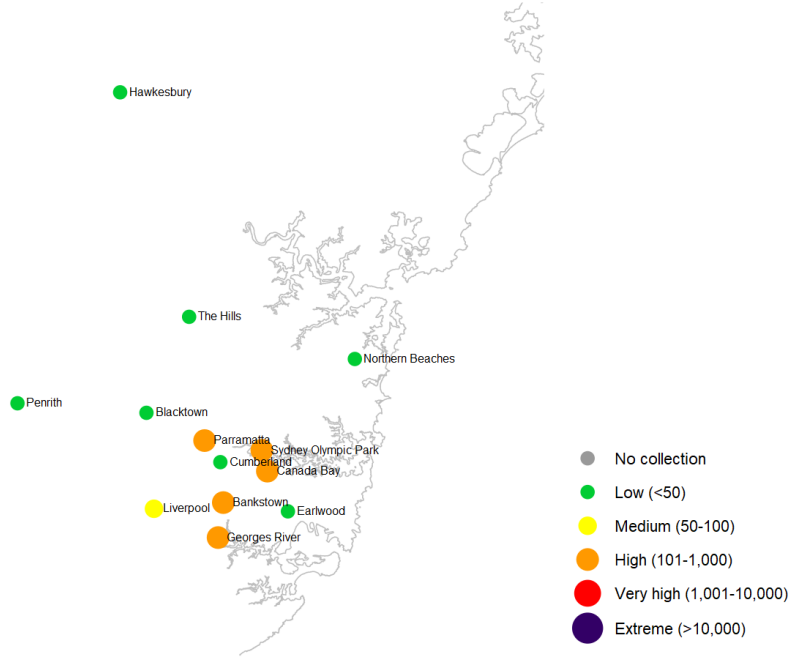 Hawkesbury
The Hills
Northern Beaches
Penrith
Blacktown
Parramatta
Sydney Olympic Park
Cumberland
Canada Bay
Bankstown
Liverpool
Earlwood
Georges River
No collection
Low (<50)
Medium (50-100)
High (101-1,000)
Very high (1,001-10,000)
Extreme (>10,000)